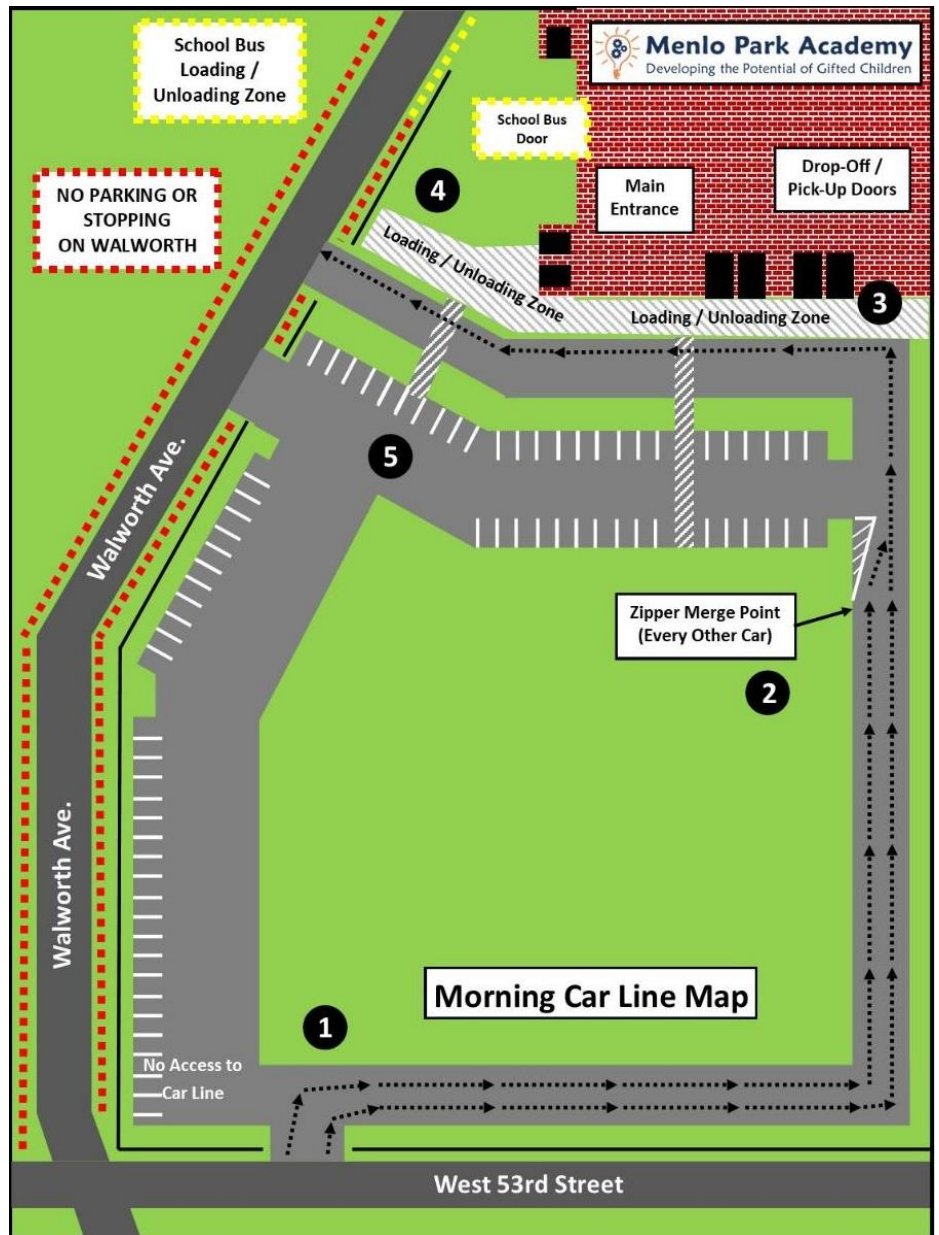 School Bus
Loading /
Unloading Zone
Menlo Park Academy
Developing the Potential of Gifted Children
School Bus
Door
Drop-Off /
Pick-Up Doors
Main
Entrance
NO PARKING OR
STOPPING
ON WALWORTH
4
Loading / Unloading Zone
3
Loading / Unloading Zone
5
Walworth Ave.
Zipper Merge Point
(Every Other Car)
2
Walworth Ave.
Morning Car Line Map
1
No Access to
Car Line
West 53rd Street